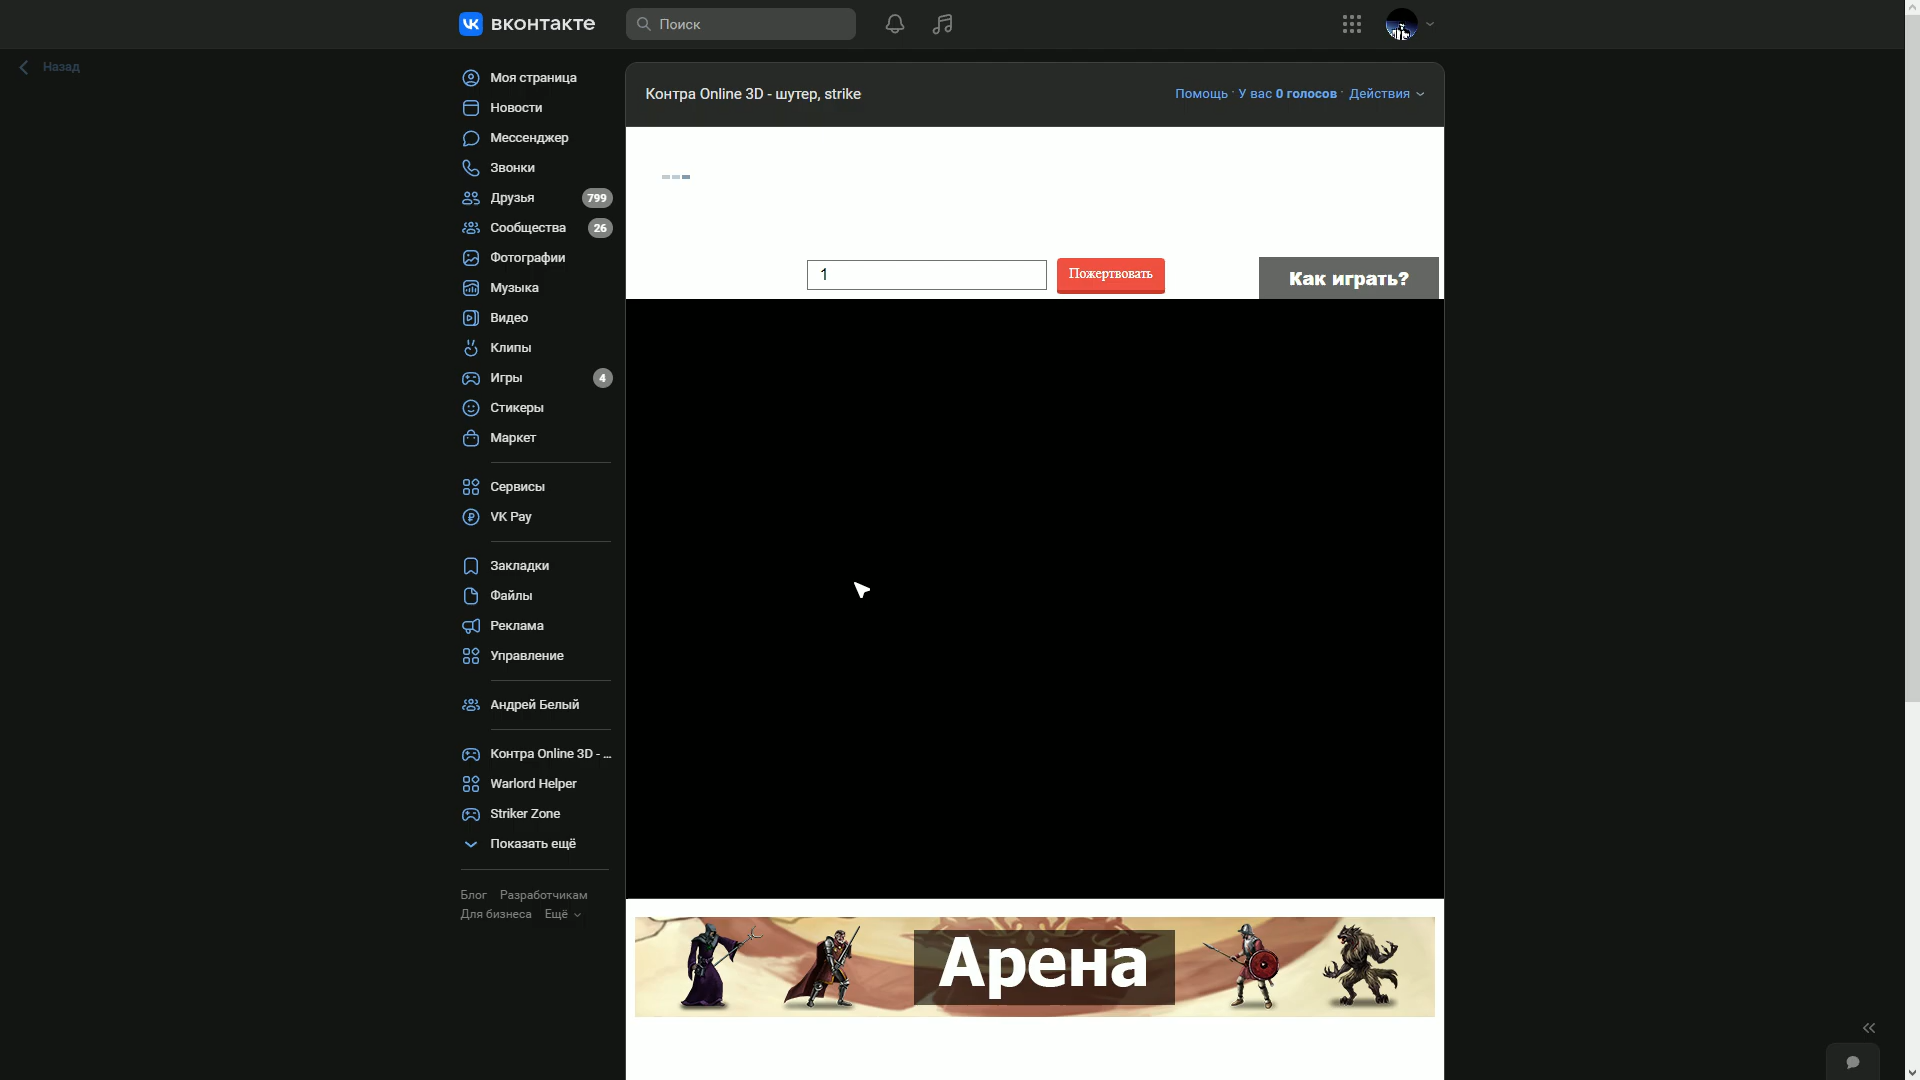 вконтакте
Поиск
Назад
Моя страница
Новости
Мессенджер
Звонки
Друзья 799
Сообщества 26
Фотографии
Музыка
Видео
Клипы
Игры 4
Стикеры
Маркет
Сервисы
VK Pay
Закладки
Файлы
Реклама
Управление
Андрей Белый
Контра Online 3D - ...
Warlord Helper
Striker Zone
Показать ещё
Блог Разработчикам
Для бизнеса Ещё
Контра Online 3D - шутер, strike
Помощь · У вас 0 голосов · Действия
1
Пожертвовать
Как играть?
Арена